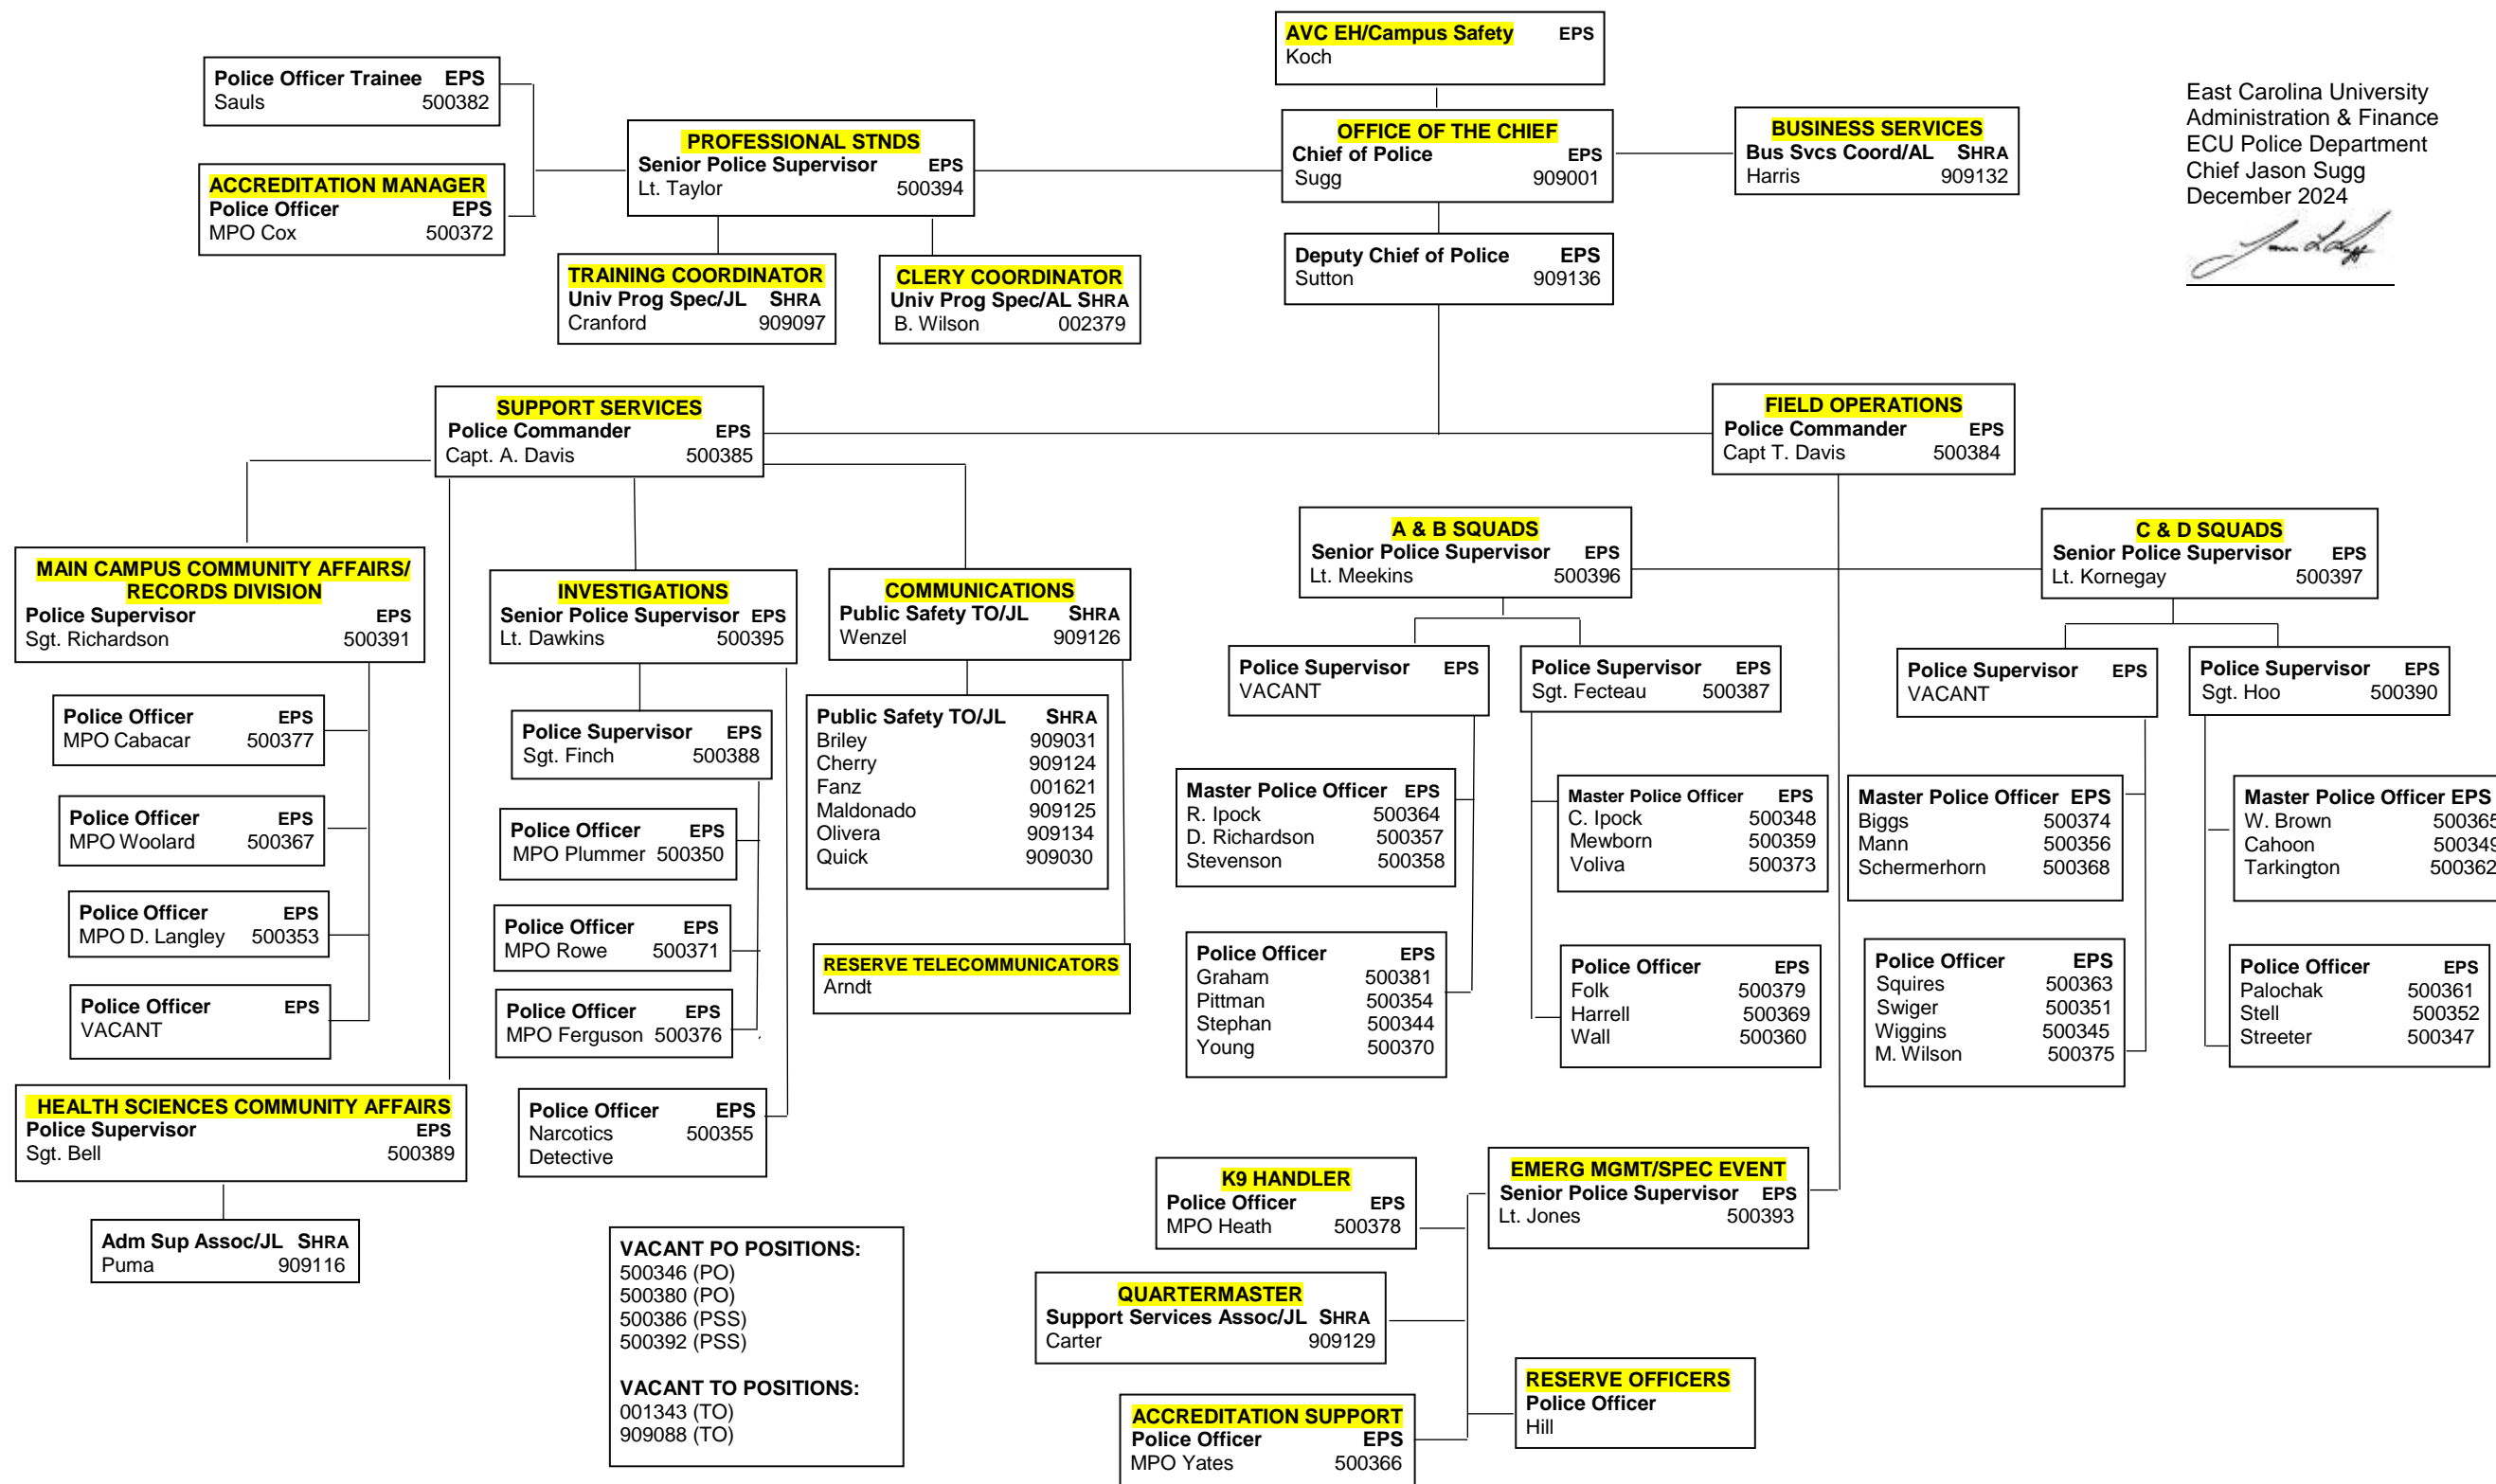 AVC EH/Campus Safety EPS
Koch
Police Officer Trainee EPS
Sauls 500382
East Carolina University
Administration & Finance
ECU Police Department
Chief Jason Sugg
December 2024
PROFESSIONAL STNDS
Senior Police Supervisor EPS
Lt. Taylor 500394
OFFICE OF THE CHIEF
Chief of Police EPS
Sugg 909001
BUSINESS SERVICES
Bus Svcs Coord/AL SHRA
Harris 909132
ACCREDITATION MANAGER
Police Officer EPS
MPO Cox 500372
TRAINING COORDINATOR
Univ Prog Spec/JL SHRA
Cranford 909097
CLERY COORDINATOR
Univ Prog Spec/AL SHRA
B. Wilson 002379
Deputy Chief of Police EPS
Sutton 909136
SUPPORT SERVICES
Police Commander EPS
Capt. A. Davis 500385
FIELD OPERATIONS
Police Commander EPS
Capt T. Davis 500384
MAIN CAMPUS COMMUNITY AFFAIRS/
RECORDS DIVISION
Police Supervisor EPS
Sgt. Richardson 500391
Police Officer EPS
MPO Cabacar 500377
Police Officer EPS
MPO Woolard 500367
Police Officer EPS
MPO D. Langley 500353
Police Officer EPS
VACANT
HEALTH SCIENCES COMMUNITY AFFAIRS
Police Supervisor EPS
Sgt. Bell 500389
Adm Sup Assoc/JL SHRA
Puma 909116
INVESTIGATIONS
Senior Police Supervisor EPS
Lt. Dawkins 500395
Police Supervisor EPS
Sgt. Finch 500388
Police Officer EPS
MPO Plummer 500350
Police Officer EPS
MPO Rowe 500371
Police Officer EPS
MPO Ferguson 500376
Police Officer EPS
Narcotics 500355
Detective
COMMUNICATIONS
Public Safety TO/JL SHRA
Wenzel 909126
Public Safety TO/JL SHRA
Briley 909031
Cherry 909124
Fanz 001621
Maldonado 909125
Olivera 909134
Quick 909030
RESERVE TELECOMMUNICATORS
Arndt
VACANT PO POSITIONS:
500346 (PO)
500380 (PO)
500386 (PSS)
500392 (PSS)
VACANT TO POSITIONS:
001343 (TO)
909088 (TO)
A & B SQUADS
Senior Police Supervisor EPS
Lt. Meekins 500396
Police Supervisor EPS
VACANT
Master Police Officer EPS
R. Ipock 500364
D. Richardson 500357
Stevenson 500358
Police Officer EPS
Graham 500381
Pittman 500354
Stephan 500344
Young 500370
Police Supervisor EPS
Sgt. Fecteau 500387
Master Police Officer EPS
C. Ipock 500348
Mewborn 500359
Voliva 500373
Police Officer EPS
Folk 500379
Harrell 500369
Wall 500360
C & D SQUADS
Senior Police Supervisor EPS
Lt. Kornegay 500397
Police Supervisor EPS
VACANT
Master Police Officer EPS
Biggs 500374
Mann 500356
Schermerhorn 500368
Police Officer EPS
Squires 500363
Swiger 500351
Wiggins 500345
M. Wilson 500375
Police Supervisor EPS
Sgt. Hoo 500390
Master Police Officer EPS
W. Brown 500365
Cahoon 500349
Tarkington 500362
Police Officer EPS
Palochak 500361
Stell 500352
Streeter 500347
EMERG MGMT/SPEC EVENT
Senior Police Supervisor EPS
Lt. Jones 500393
K9 HANDLER
Police Officer EPS
MPO Heath 500378
QUARTERMASTER
Support Services Assoc/JL SHRA
Carter 909129
ACCREDITATION SUPPORT
Police Officer EPS
MPO Yates 500366
RESERVE OFFICERS
Police Officer
Hill